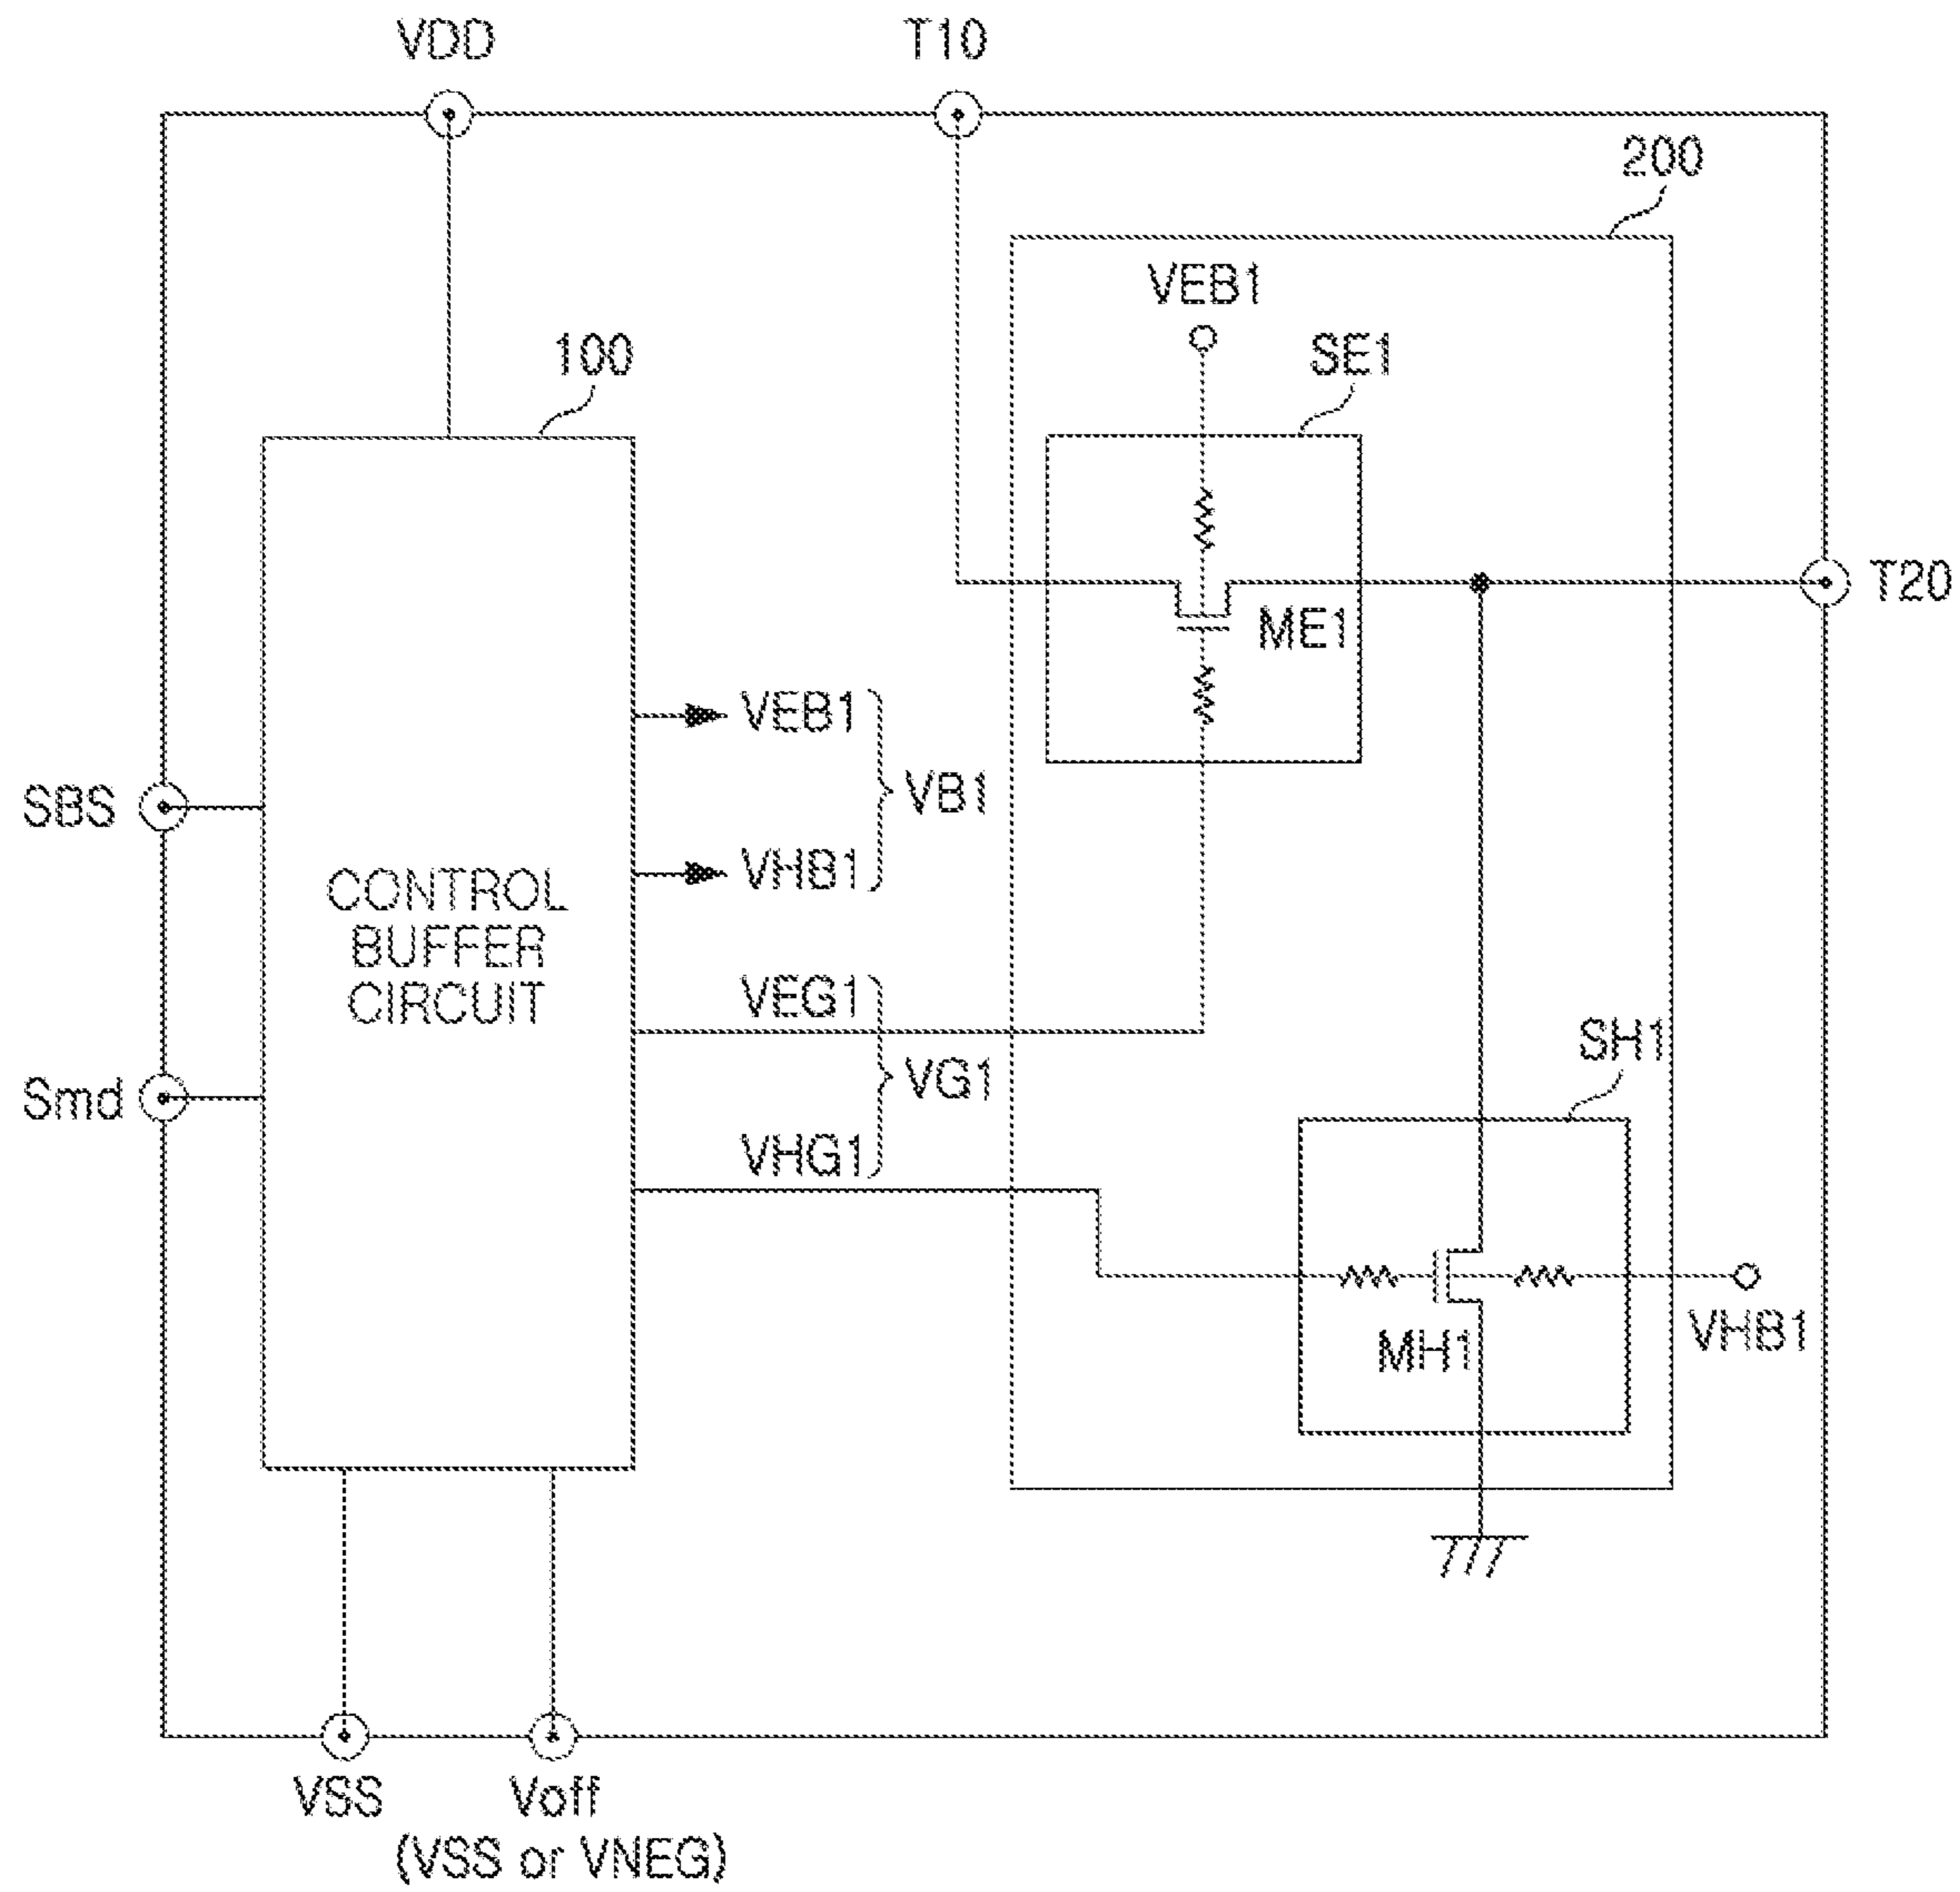 VDD
T10
200
VEB1
100
SE1
T20
ME1
VEB1
VB1
SBS
VHB1
CONTROL
BUFFER
CIRCUIT
VEG1
SH1
Smd
VG1
VHG1
MH1
VHB1
VSS
Voff
(VSS or VNEG)